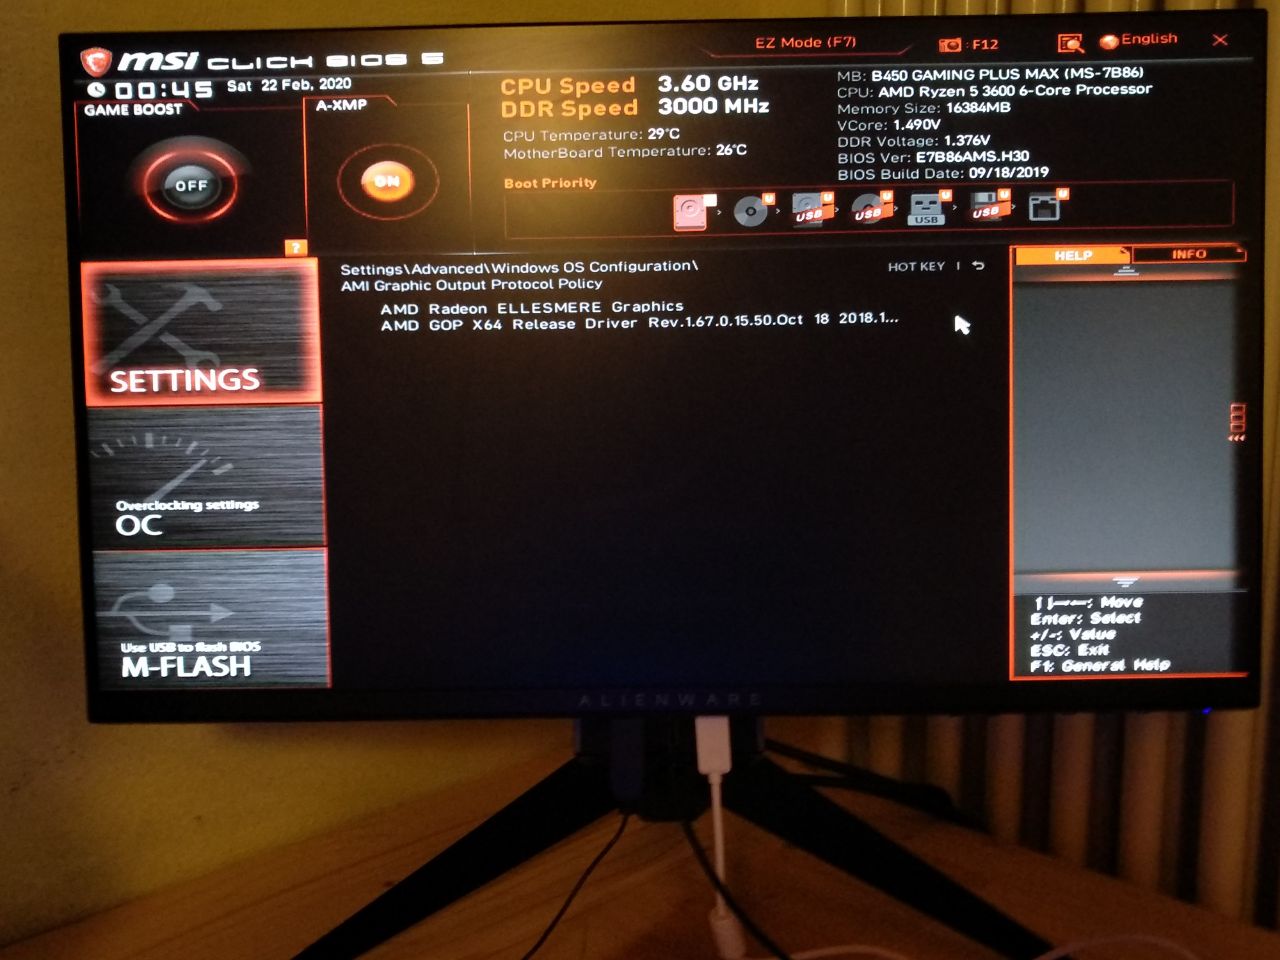 msi CLICK BIOS 5
EZ Mode (F7)
: F12
English
X
00:45 Sat 22 Feb, 2020
GAME BOOST
A-XMP
OFF
ON
?
CPU Speed 3.60 GHz
DDR Speed 3000 MHz
CPU Temperature: 29°C
MotherBoard Temperature: 26°C
MB: B450 GAMING PLUS MAX (MS-7B86)
CPU: AMD Ryzen 5 3600 6-Core Processor
Memory Size: 16384MB
VCore: 1.490V
DDR Voltage: 1.376V
BIOS Ver: E7B86AMS.H30
BIOS Build Date: 09/18/2019
Boot Priority
USB
USB
USB
USB
SETTINGS
Overclocking settings
OC
Use USB to flash BIOS
M-FLASH
Settings\Advanced\Windows OS Configuration\
AMI Graphic Output Protocol Policy
HOT KEY |
AMD Radeon ELLESMERE Graphics
AMD GOP X64 Release Driver Rev.1.67.0.15.50.Oct 18 2018.1...
HELP
INFO
Move
Enter: Select
+/-: Value
ESC: Exit
F1: General Help
ALIENWARE